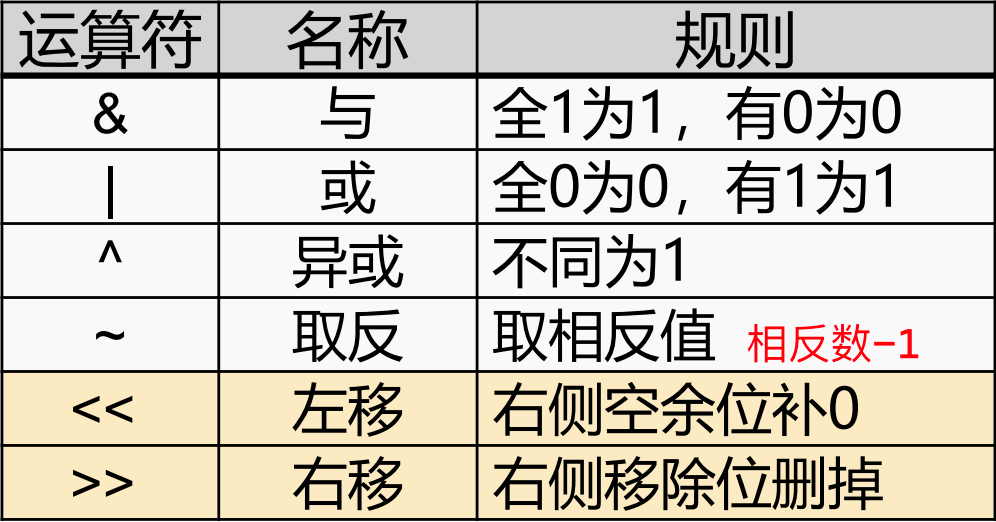 运算符 名称 规则
& 与 全1为1，有0为0
| 或 全0为0，有1为1
^ 异或 不同为1
~ 取反 取相反值 相反数-1
<< 左移 右侧空余位补0
>> 右移 右侧移除位删掉